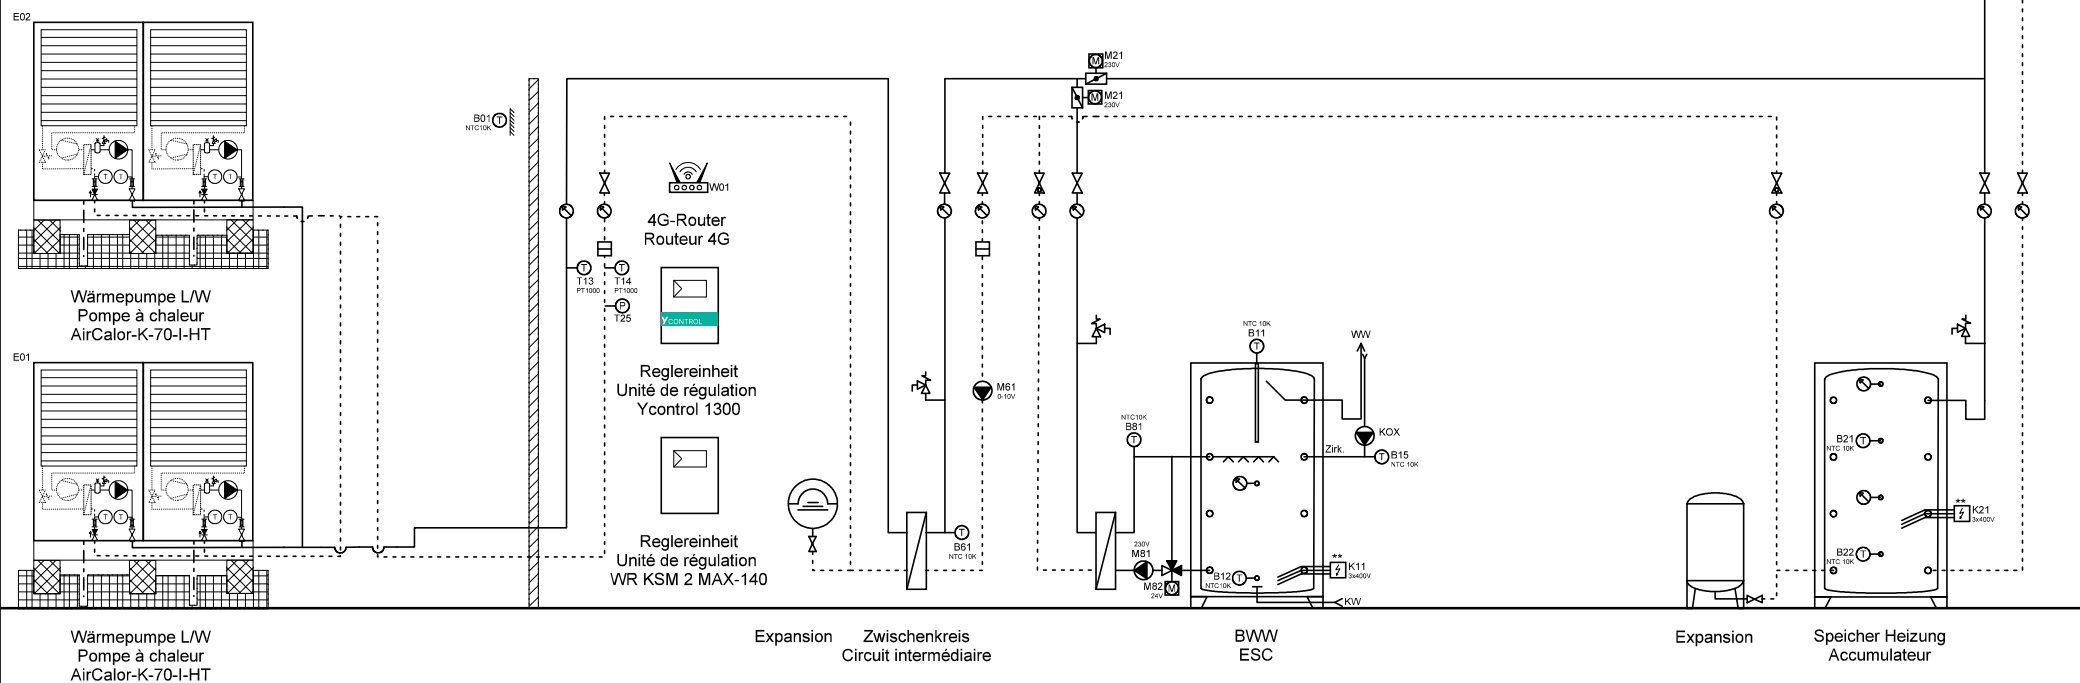 E02
M
M21
230V
M
M21
230V
B01
T
NTC10K
W01
4G-Router
Routeur 4G
T
T
T
T
T
T13
PT1000
T
T14
PT1000
P
T25
Y CONTROL
Wärmepumpe L/W
Pompe à chaleur
AirCalor-K-70-I-HT
E01
Reglereinheit
Unité de régulation
Ycontrol 1300
M61
0-10V
NTC 10K
B11
T
WW
NTC10K
B81
T
KOX
Zirk.
T
B15
NTC 10K
B21
T
NTC 10K
**
K21
3x400V
T
T
T
T
Reglereinheit
Unité de régulation
WR KSM 2 MAX-140
T
B61
NTC 10K
230V
M81
M82
24V
M
B12
T
NTC10K
**
K11
3x400V
KW
B22
T
NTC 10K
Wärmepumpe L/W
Pompe à chaleur
AirCalor-K-70-I-HT
Expansion
Zwischenkreis
Circuit intermédiaire
BWW
ESC
Expansion
Speicher Heizung
Accumulateur